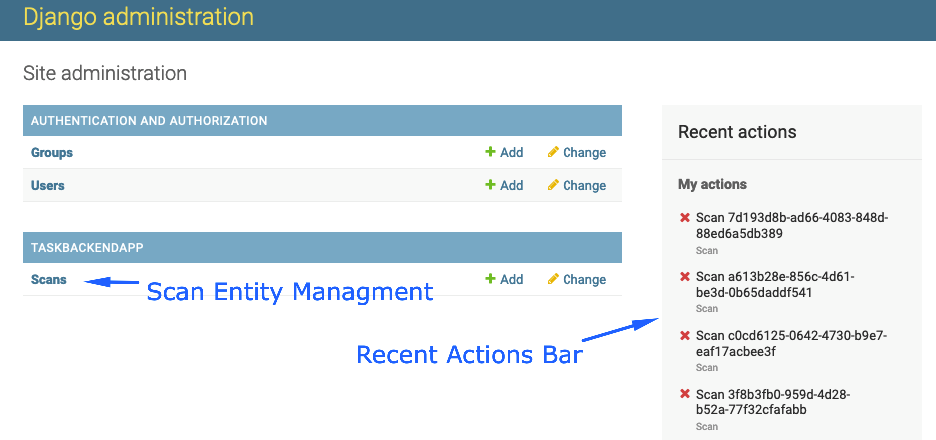 Django administration
Site administration
AUTHENTICATION AND AUTHORIZATION
Groups Add Change
Users Add Change
TASKBACKENDAPP
Scans Add Change
Scan Entity Managment
Recent Actions Bar
Recent actions
My actions
Scan 7d193d8b-ad66-4083-848d-
88ed6a5db389
Scan
Scan a613b28e-856c-4d61-
be3d-0b65daddf541
Scan
Scan c0cd6125-0642-4730-b9e7-
eaf17acbee3f
Scan
Scan 3f8b3fb0-959d-4d28-
b52a-77f32cfafabb
Scan